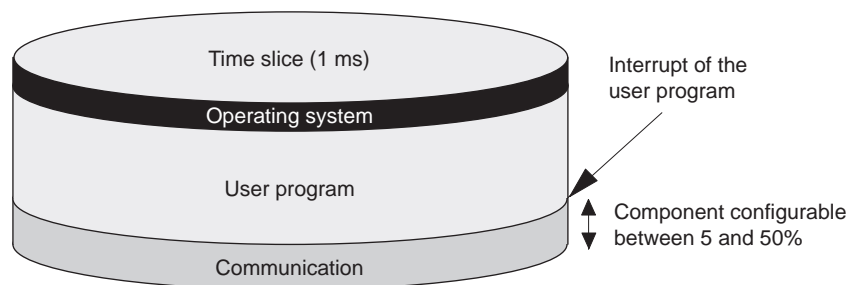 Time slice (1 ms)
Interrupt of the
user program
Operating system
User program
Component configurable
between 5 and 50%
Communication